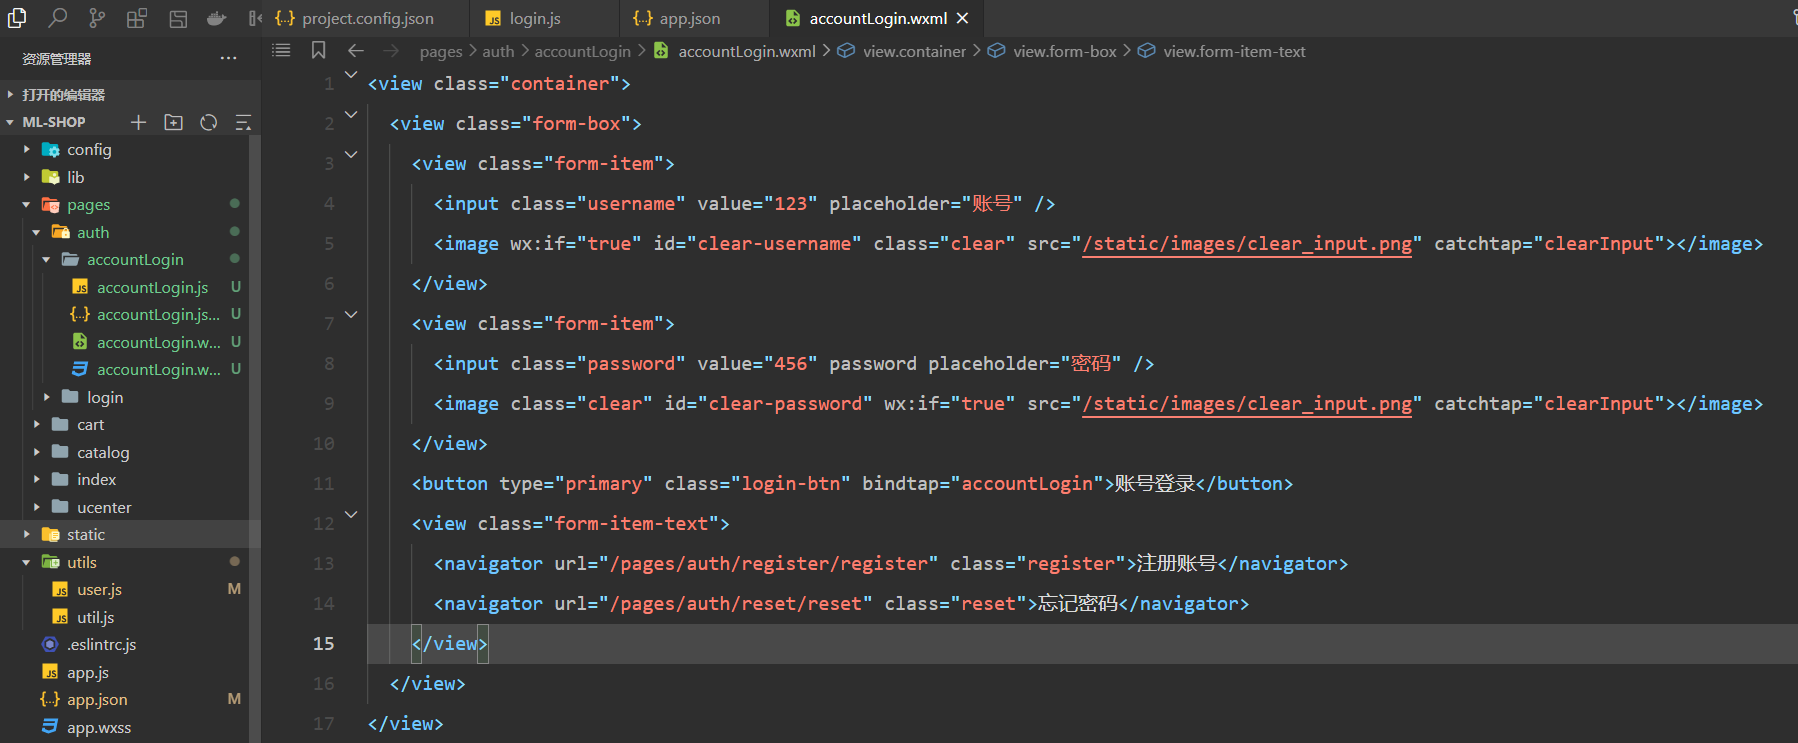 project.config.json
login.js
app.json
accountLogin.wxml
资源管理器
pages > auth > accountLogin > accountLogin.wxml > view.container > view.form-box > view.form-item-text
打开的编辑器
ML-SHOP
config
lib
pages
auth
accountLogin
accountLogin.js U
accountLogin.js... U
accountLogin.w... U
accountLogin.w... U
login
cart
catalog
index
ucenter
static
utils
user.js M
util.js
.eslintrc.js
app.js
app.json M
app.wxss
1 <view class="container">
2 <view class="form-box">
3 <view class="form-item">
4 <input class="username" value="123" placeholder="账号" />
5 <image wx:if="true" id="clear-username" class="clear" src="/static/images/clear_input.png" catchtap="clearInput"></image>
6 </view>
7 <view class="form-item">
8 <input class="password" value="456" password placeholder="密码" />
9 <image class="clear" id="clear-password" wx:if="true" src="/static/images/clear_input.png" catchtap="clearInput"></image>
10 </view>
11 <button type="primary" class="login-btn" bindtap="accountLogin">账号登录</button>
12 <view class="form-item-text">
13 <navigator url="/pages/auth/register/register" class="register">注册账号</navigator>
14 <navigator url="/pages/auth/reset/reset" class="reset">忘记密码</navigator>
15 </view>
16 </view>
17 </view>